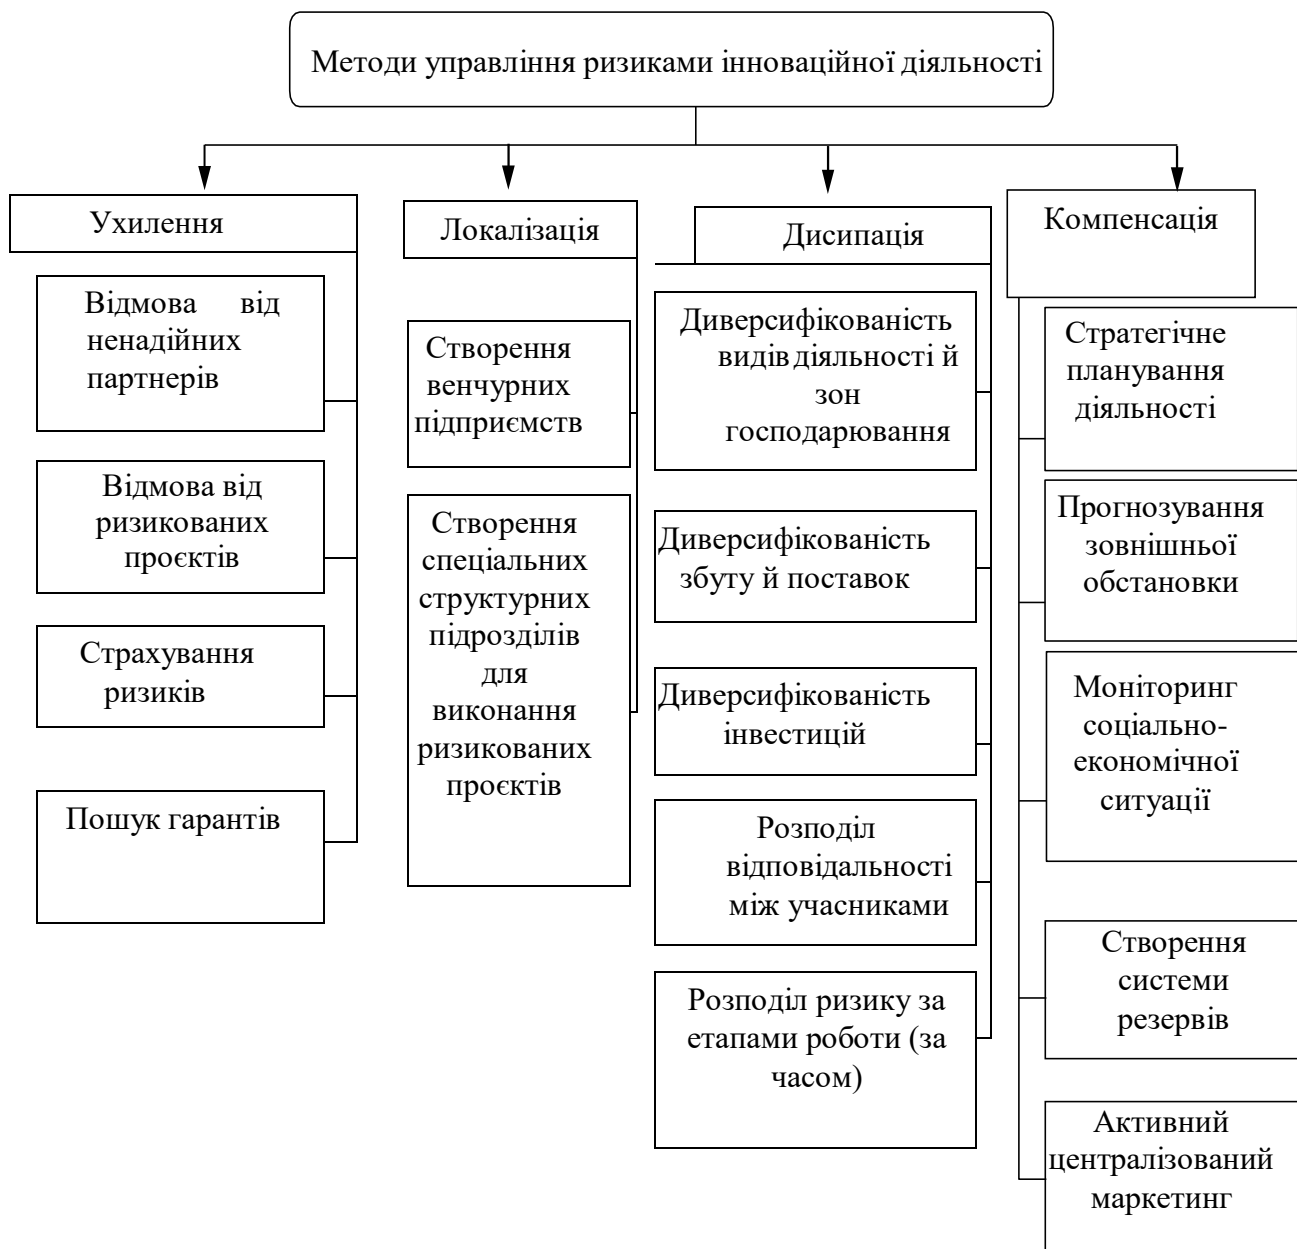 Методи управління ризиками інноваційної діяльності
Ухилення
Відмова від
ненадійних
партнерів
Відмова від
ризикованих
проєктів
Страхування
ризиків
Пошук гарантів
Локалізація
Створення
венчурних
підприємств
Створення
спеціальних
структурних
підрозділів
для
виконання
ризикованих
проєктів
Дисипація
Диверсифікованість
видів діяльності й
зон
господарювання
Диверсифікованість
збуту й поставок
Диверсифікованість
інвестицій
Розподіл
відповідальності
між учасниками
Розподіл ризику за
етапами роботи (за
часом)
Компенсація
Стратегічне
планування
діяльності
Прогнозування
зовнішньої
обстановки
Моніторинг
соціально-
економічної
ситуації
Створення
системи
резервів
Активний
централізований
маркетинг